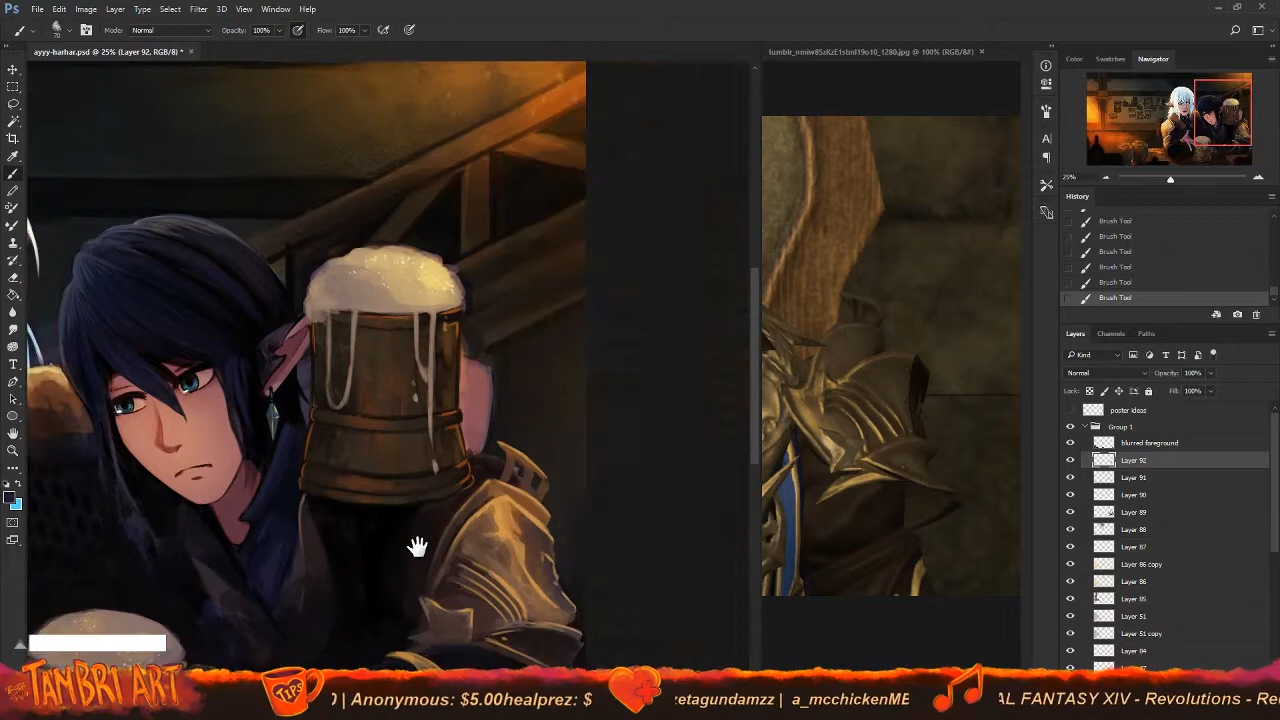 Ps File Edit Image Layer Type Select Filter 3D View Window Help
70 Mode: Normal Opacity: 100% Flow: 100%
ayyy-harhar.psd @ 25% (Layer 92, RGB/8) * ×
@ 100% (RGB/8#) ×
Color Swatches Navigator
25%
History
Brush Tool
Brush Tool
Brush Tool
Brush Tool
Brush Tool
Brush Tool
Layers Channels Paths
Kind
Normal Opacity: 100%
Lock: Fill: 100%
poster ideas
Group 1
blurred foreground
Layer 92
Layer 91
Layer 90
Layer 89
Layer 88
Layer 87
Layer 86 copy
Layer 86
Layer 85
Layer 51
Layer 51 copy
Layer 84
TAMBRI ART
TIPS
) | Anonymous: $5.00healprez: $
zetagundamzz | a_mcchickenME
AL FANTASY XIV - Revolutions - Re